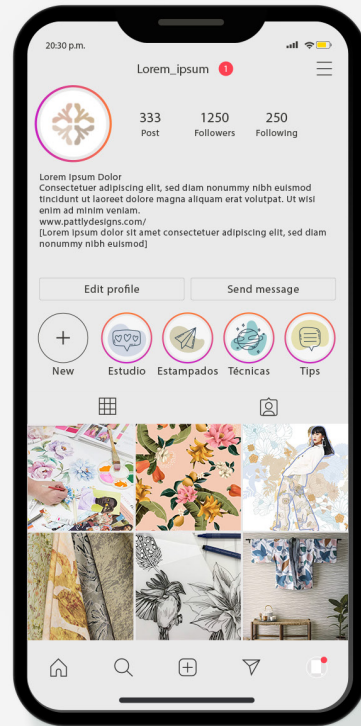 20:30 p.m.
Lorem_ipsum 1
333 1250 250
Post Followers Following
Lorem Ipsum Dolor
Consectetuer adipiscing elit, sed diam nonummy nibh euismod
tincidunt ut laoreet dolore magna aliquam erat volutpat. Ut wisi
enim ad minim veniam.
www.pattlydesigns.com/
[Lorem ipsum dolor sit amet consectetuer adipiscing elit, sed diam
nonummy nibh euismod]
Edit profile Send message
New Estudio Estampados Técnicas Tips